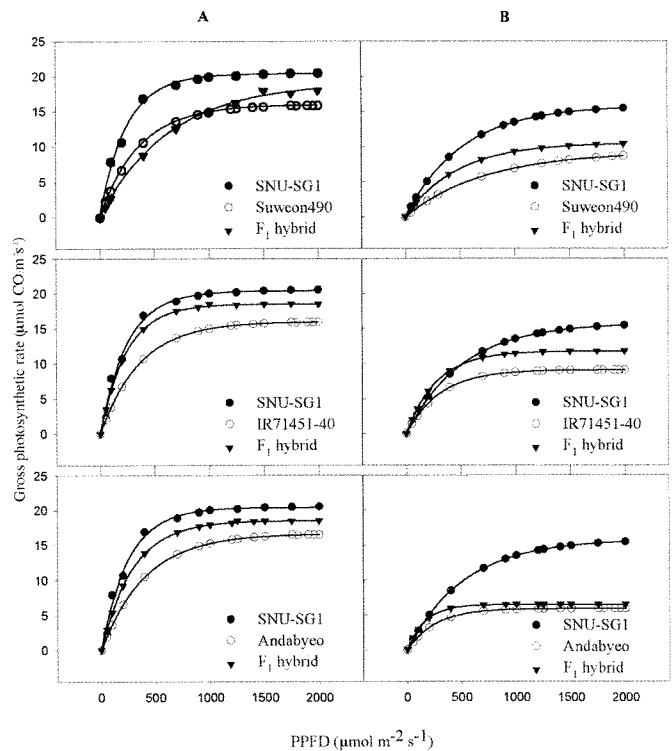 A
B
Gross photosynthetic rate (µmol CO₂ m⁻² s⁻¹)
25
20
15
10
5
0
SNU-SG1
Suweon490
F₁ hybrid
SNU-SG1
Suweon490
F₁ hybrid
25
20
15
10
5
0
SNU-SG1
IR71451-40
F₁ hybrid
SNU-SG1
IR71451-40
F₁ hybrid
25
20
15
10
5
0
SNU-SG1
Andabyeo
F₁ hybrid
SNU-SG1
Andabyeo
F₁ hybrid
0 500 1000 1500 2000
0 500 1000 1500 2000
PPFD (µmol m⁻² s⁻¹)